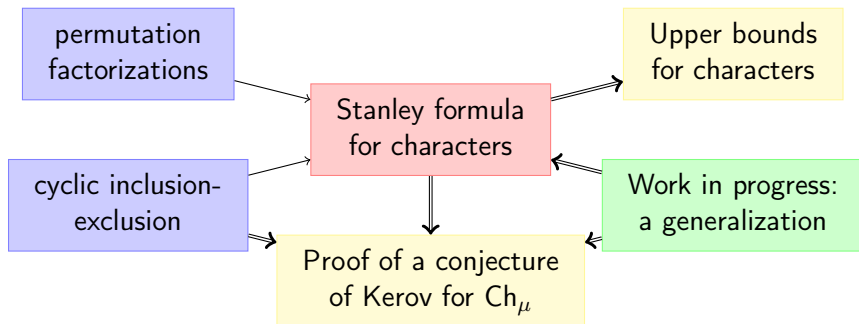 permutation
factorizations
Upper bounds
for characters
Stanley formula
for characters
cyclic inclusion-
exclusion
Work in progress:
a generalization
Proof of a conjecture
of Kerov for Ch_μ